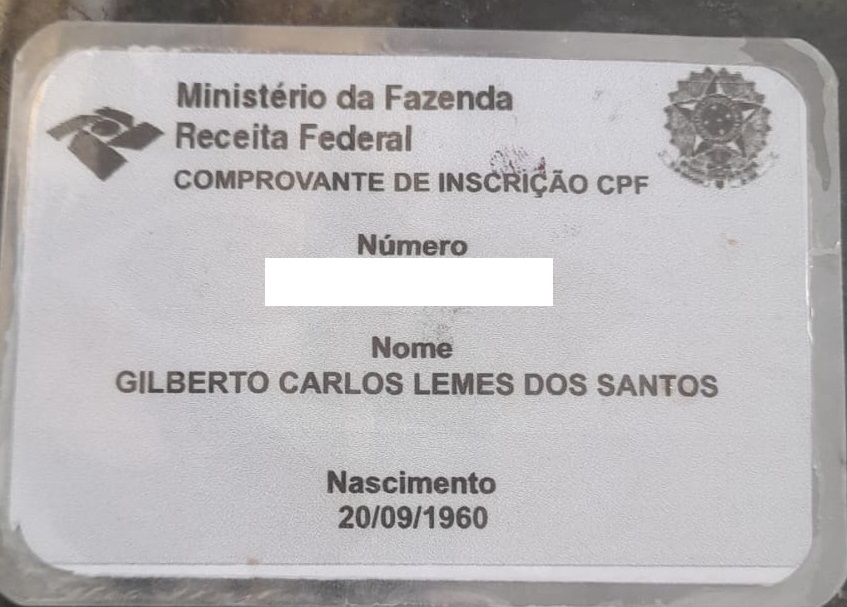 Ministério da Fazenda
Receita Federal
COMPROVANTE DE INSCRIÇÃO CPF
Número
Nome
GILBERTO CARLOS LEMES DOS SANTOS
Nascimento
20/09/1960